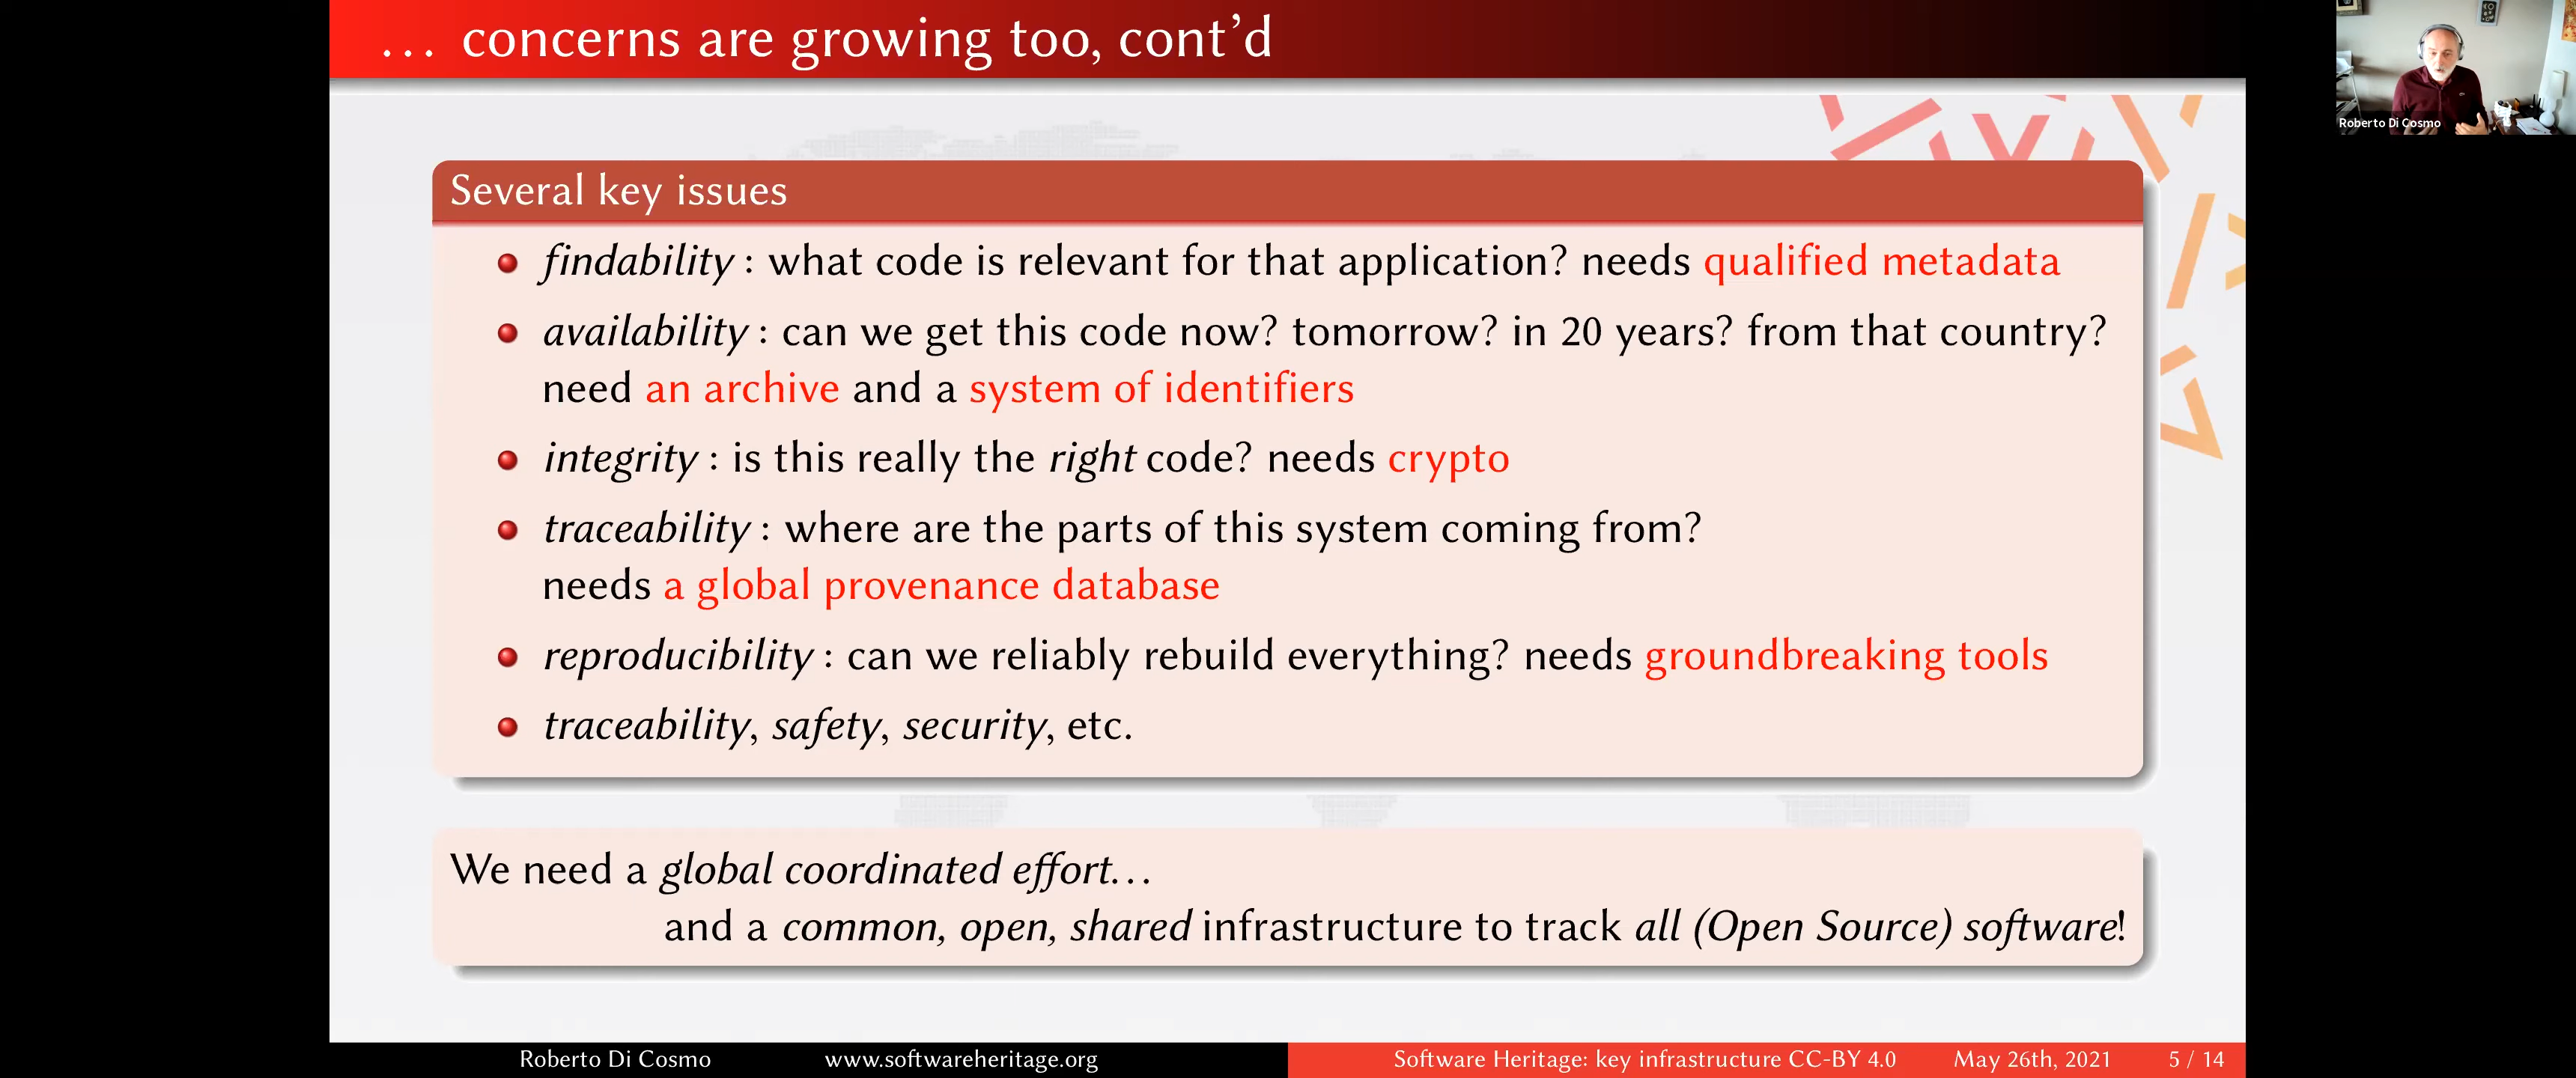 ... concerns are growing too, cont'd
Roberto Di Cosmo
Several key issues
findability : what code is relevant for that application? needs qualified metadata
availability : can we get this code now? tomorrow? in 20 years? from that country?
need an archive and a system of identifiers
integrity : is this really the right code? needs crypto
traceability : where are the parts of this system coming from?
needs a global provenance database
reproducibility : can we reliably rebuild everything? needs groundbreaking tools
traceability, safety, security, etc.
We need a global coordinated effort...
and a common, open, shared infrastructure to track all (Open Source) software!
Roberto Di Cosmo www.softwareheritage.org Software Heritage: key infrastructure CC-BY 4.0 May 26th, 2021 5 / 14